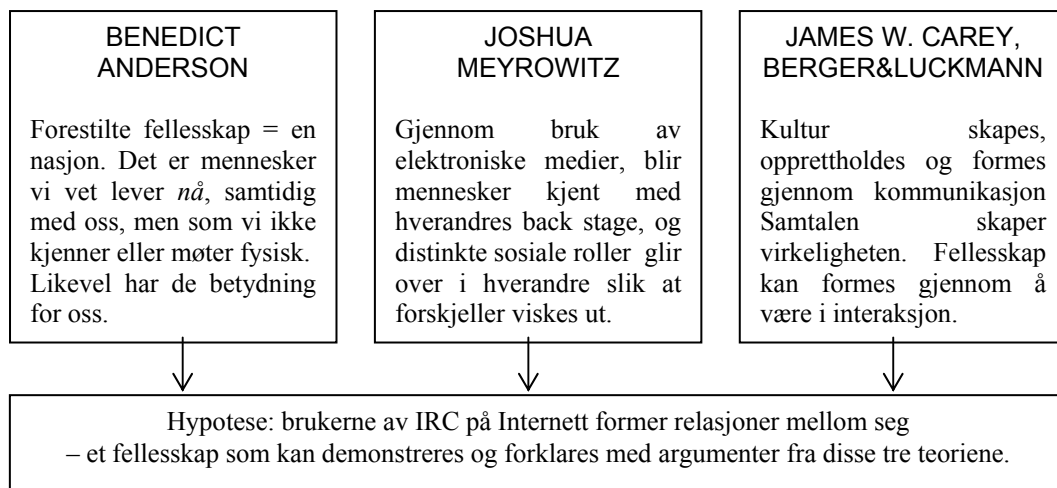 BENEDICT
ANDERSON
Forestilte fellesskap = en
nasjon. Det er mennesker
vi vet lever nå, samtidig
med oss, men som vi ikke
kjenner eller møter fysisk.
Likevel har de betydning
for oss.
JOSHUA
MEYROWITZ
Gjennom bruk av
elektroniske medier, blir
mennesker kjent med
hverandres back stage, og
distinkte sosiale roller glir
over i hverandre slik at
forskjeller viskes ut.
JAMES W. CAREY,
BERGER&LUCKMANN
Kultur skapes,
opprettholdes og formes
gjennom kommunikasjon
Samtalen skaper
virkeligheten. Fellesskap
kan formes gjennom å
være i interaksjon.
Hypotese: brukerne av IRC på Internett former relasjoner mellom seg
– et fellesskap som kan demonstreres og forklares med argumenter fra disse tre teoriene.